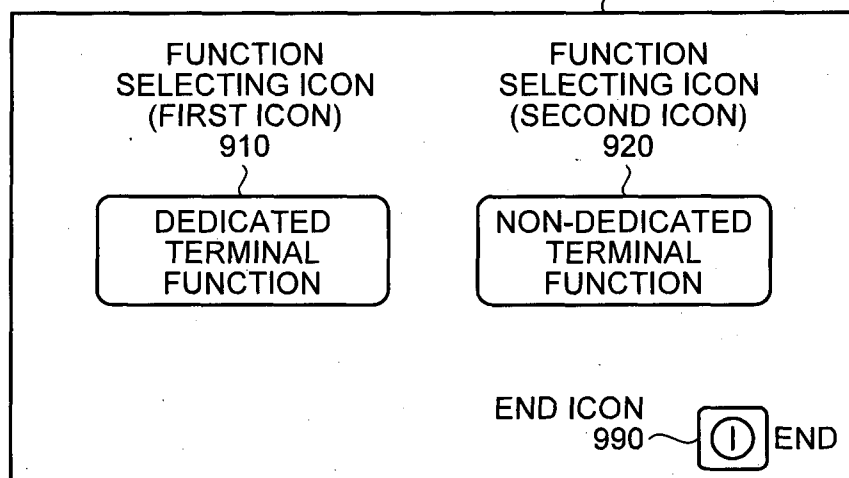 FUNCTION
SELECTING ICON
(FIRST ICON)
910
DEDICATED
TERMINAL
FUNCTION
FUNCTION
SELECTING ICON
(SECOND ICON)
920
NON-DEDICATED
TERMINAL
FUNCTION
END ICON
990
END